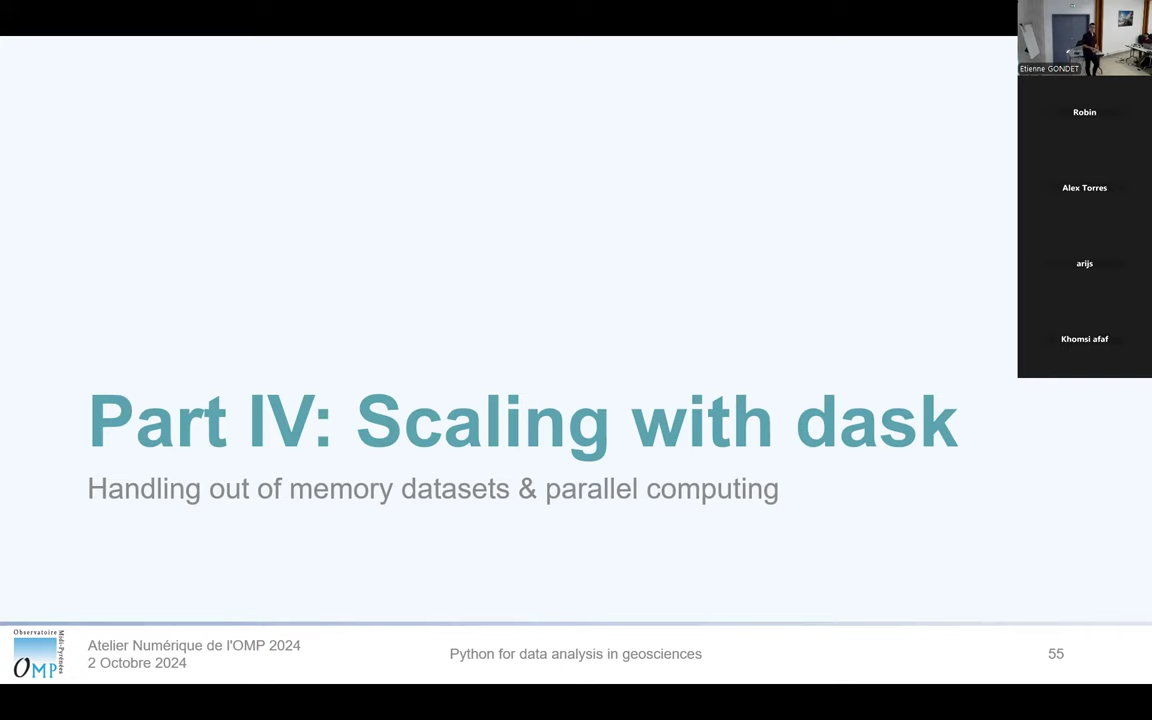 Etienne GONDET
Robin
Alex Torres
arijs
Khomsi afaf
Part IV: Scaling with dask
Handling out of memory datasets & parallel computing
Observatoire
Midi-Pyrénées
OMP
Atelier Numérique de l'OMP 2024
2 Octobre 2024
Python for data analysis in geosciences
55